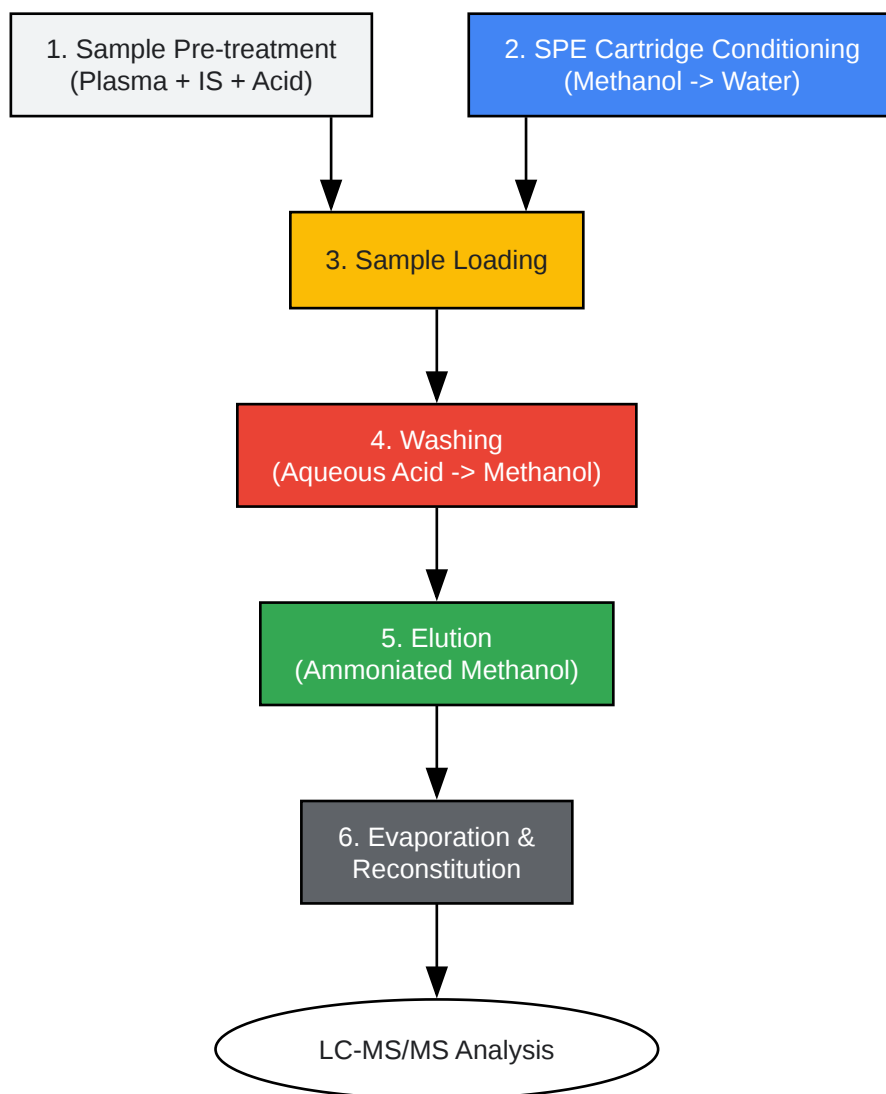 1. Sample Pre-treatment
(Plasma + IS + Acid)
2. SPE Cartridge Conditioning
(Methanol -> Water)
3. Sample Loading
4. Washing
(Aqueous Acid -> Methanol)
5. Elution
(Ammoniated Methanol)
6. Evaporation &
Reconstitution
LC-MS/MS Analysis